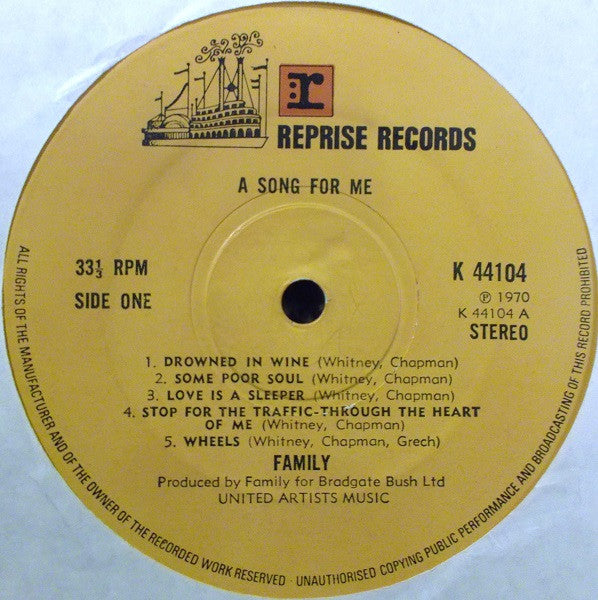 r
REPRISE RECORDS
A SONG FOR ME
33⅓ RPM
SIDE ONE
K 44104
Ⓟ 1970
K 44104 A
STEREO
1. DROWNED IN WINE (Whitney, Chapman)
2. SOME POOR SOUL (Whitney, Chapman)
3. LOVE IS A SLEEPER (Whitney, Chapman)
4. STOP FOR THE TRAFFIC-THROUGH THE HEART
OF ME (Whitney, Chapman)
5. WHEELS (Whitney, Chapman, Grech)
FAMILY
Produced by Family for Bradgate Bush Ltd
UNITED ARTISTS MUSIC
ALL RIGHTS OF THE MANUFACTURER AND OF THE OWNER OF THE RECORDED WORK RESERVED · UNAUTHORISED COPYING PUBLIC PERFORMANCE AND BROADCASTING OF THIS RECORD PROHIBITED